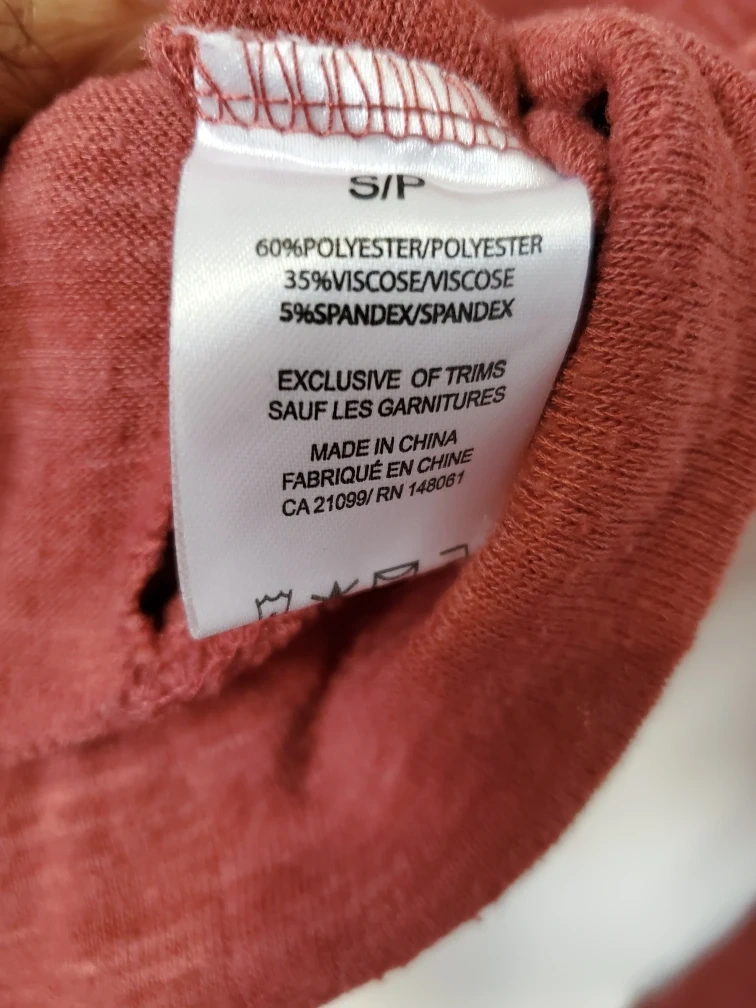 S/P
60%POLYESTER/POLYESTER
35%VISCOSE/VISCOSE
5%SPANDEX/SPANDEX
EXCLUSIVE OF TRIMS
SAUF LES GARNITURES
MADE IN CHINA
FABRIQUÉ EN CHINE
CA 21099/ RN 148061